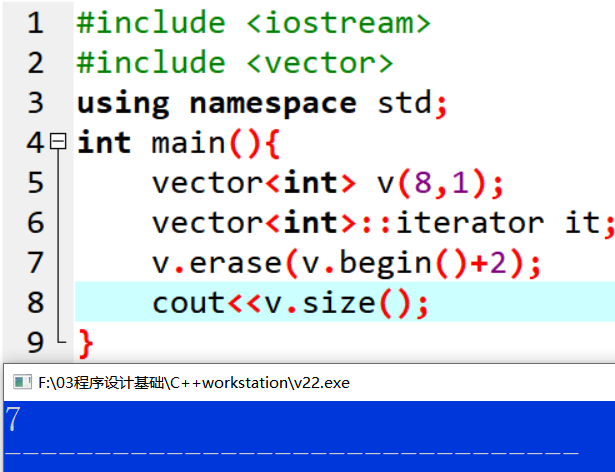 1 #include <iostream>
2 #include <vector>
3 using namespace std;
4 int main(){
5 vector<int> v(8,1);
6 vector<int>::iterator it;
7 v.erase(v.begin()+2);
8 cout<<v.size();
9 }
F:\03程序设计基础\C++workstation\v22.exe
7
--------------------------------